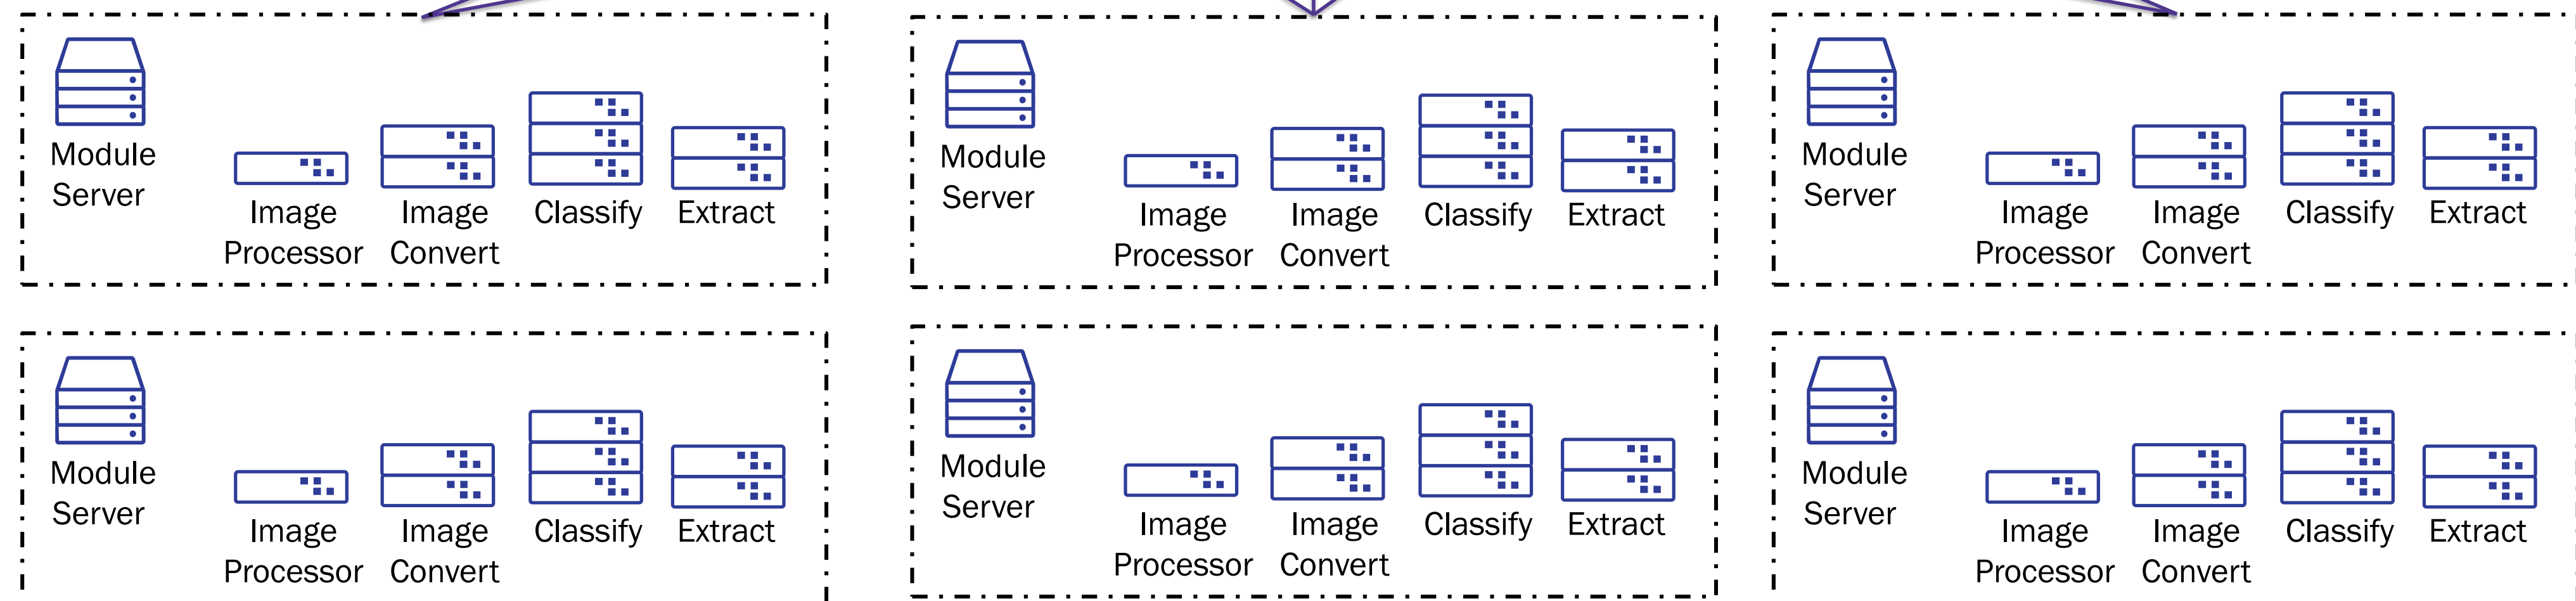 Module
Server
Image
Processor
Image
Convert
Classify
Extract
Module
Server
Image
Processor
Image
Convert
Classify
Extract
Module
Server
Image
Processor
Image
Convert
Classify
Extract
Module
Server
Image
Processor
Image
Convert
Classify
Extract
Module
Server
Image
Processor
Image
Convert
Classify
Extract
Module
Server
Image
Processor
Image
Convert
Classify
Extract